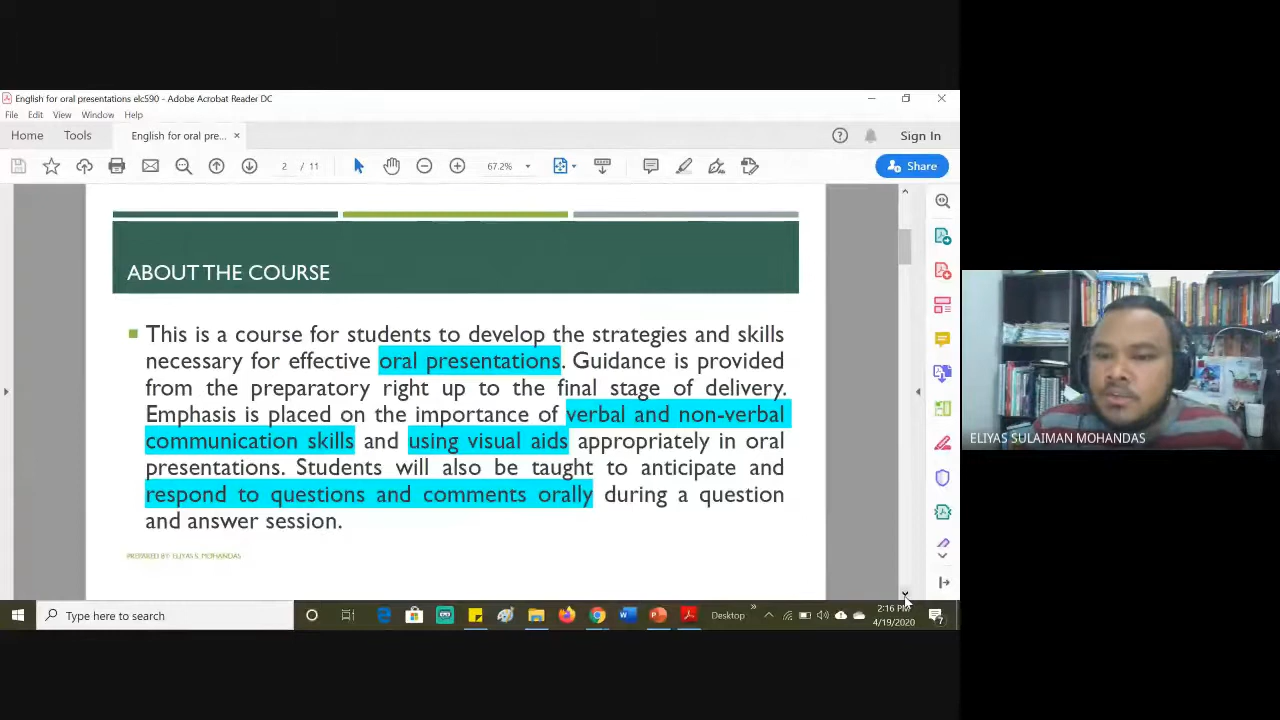 English for oral presentations elc590 - Adobe Acrobat Reader DC
File Edit View Window Help
Home Tools English for oral pre... × Sign In
2 / 11 67.2% Share
ABOUT THE COURSE
This is a course for students to develop the strategies and skills
necessary for effective oral presentations. Guidance is provided
from the preparatory right up to the final stage of delivery.
Emphasis is placed on the importance of verbal and non-verbal
communication skills and using visual aids appropriately in oral
presentations. Students will also be taught to anticipate and
respond to questions and comments orally during a question
and answer session.
PREPARED BY: ELIYAS S. MOHANDAS
ELIYAS SULAIMAN MOHANDAS
Type here to search
Desktop
2:16 PM
4/19/2020
7